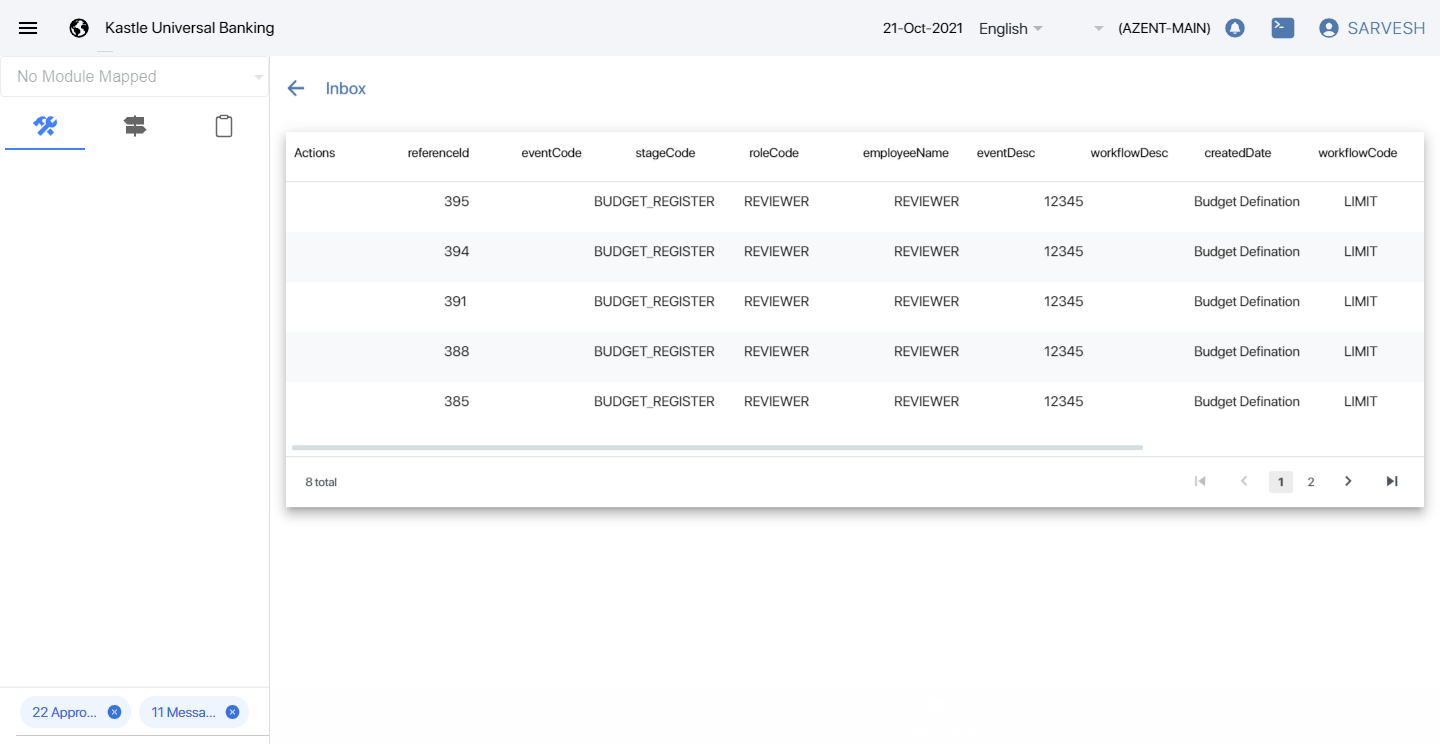 Kastle Universal Banking 21-Oct-2021 English (AZENT-MAIN) SARVESH
No Module Mapped
Inbox
Actions referenceId eventCode stageCode roleCode employeeName eventDesc workflowDesc createdDate workflowCode
395 BUDGET_REGISTER REVIEWER REVIEWER 12345 Budget Defination LIMIT
394 BUDGET_REGISTER REVIEWER REVIEWER 12345 Budget Defination LIMIT
391 BUDGET_REGISTER REVIEWER REVIEWER 12345 Budget Defination LIMIT
388 BUDGET_REGISTER REVIEWER REVIEWER 12345 Budget Defination LIMIT
385 BUDGET_REGISTER REVIEWER REVIEWER 12345 Budget Defination LIMIT
8 total 1 2
22 Appro... 11 Messa...